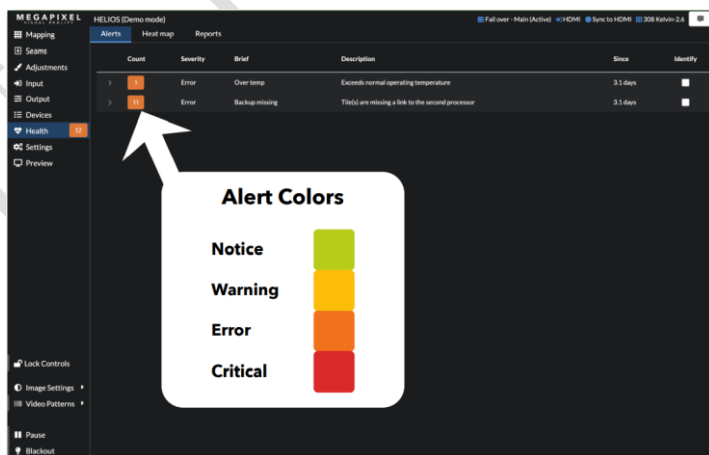 MEGAPIXEL
VISUAL REALITY
HELIOS (Demo mode)
Fail over - Main (Active) HDMI Sync to HDMI 308 Kelvin-2.6
Mapping
Seams
Adjustments
Input
Output
Devices
Health 12
Settings
Preview
Lock Controls
Image Settings
Video Patterns
Pause
Blackout
Alerts Heat map Reports
Count Severity Brief Description Since Identify
1 Error Over temp Exceeds normal operating temperature 3.1 days
11 Error Backup missing Tile(s) are missing a link to the second processor 3.1 days
Alert Colors
Notice
Warning
Error
Critical